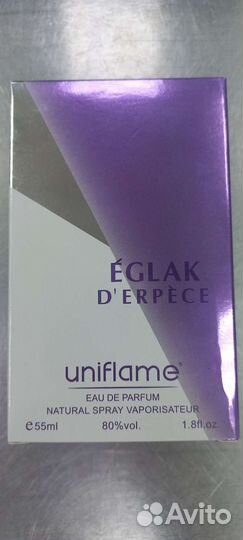 ÉGLAK
D'ERPÈCE
uniflame®
EAU DE PARFUM
NATURAL SPRAY VAPORISATEUR
℮55ml 80%vol. 1.8fl.oz.
Avito